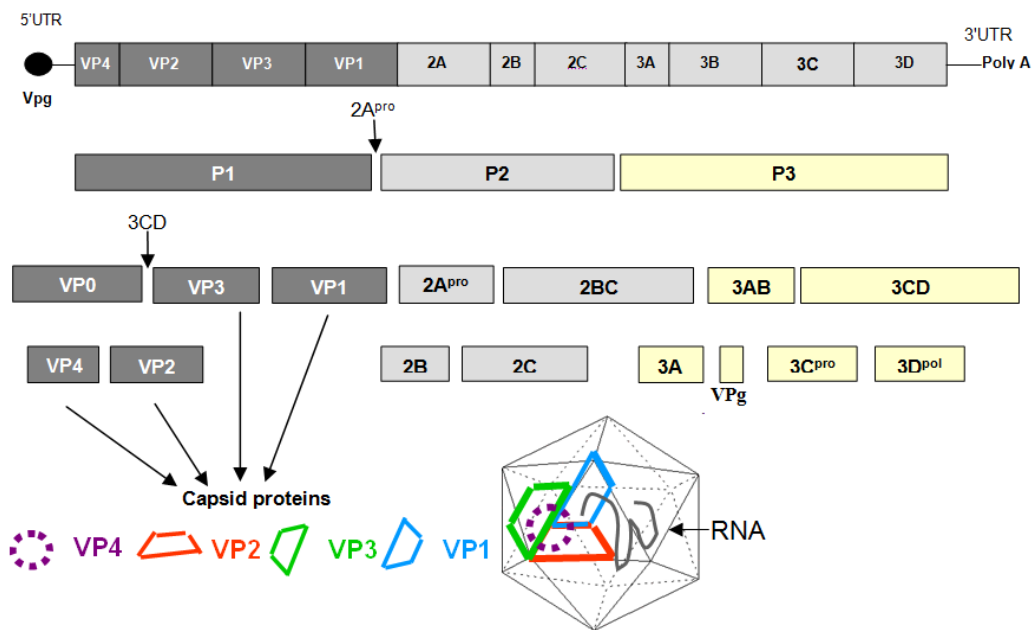 5'UTR
3'UTR
VP4 VP2 VP3 VP1 2A 2B 2C 3A 3B 3C 3D Poly A
Vpg
2Apro
P1 P2 P3
3CD
VP0 VP3 VP1 2Apro 2BC 3AB 3CD
VP4 VP2 2B 2C 3A 3Cpro 3Dpol
VPg
Capsid proteins
RNA
VP4 VP2 VP3 VP1